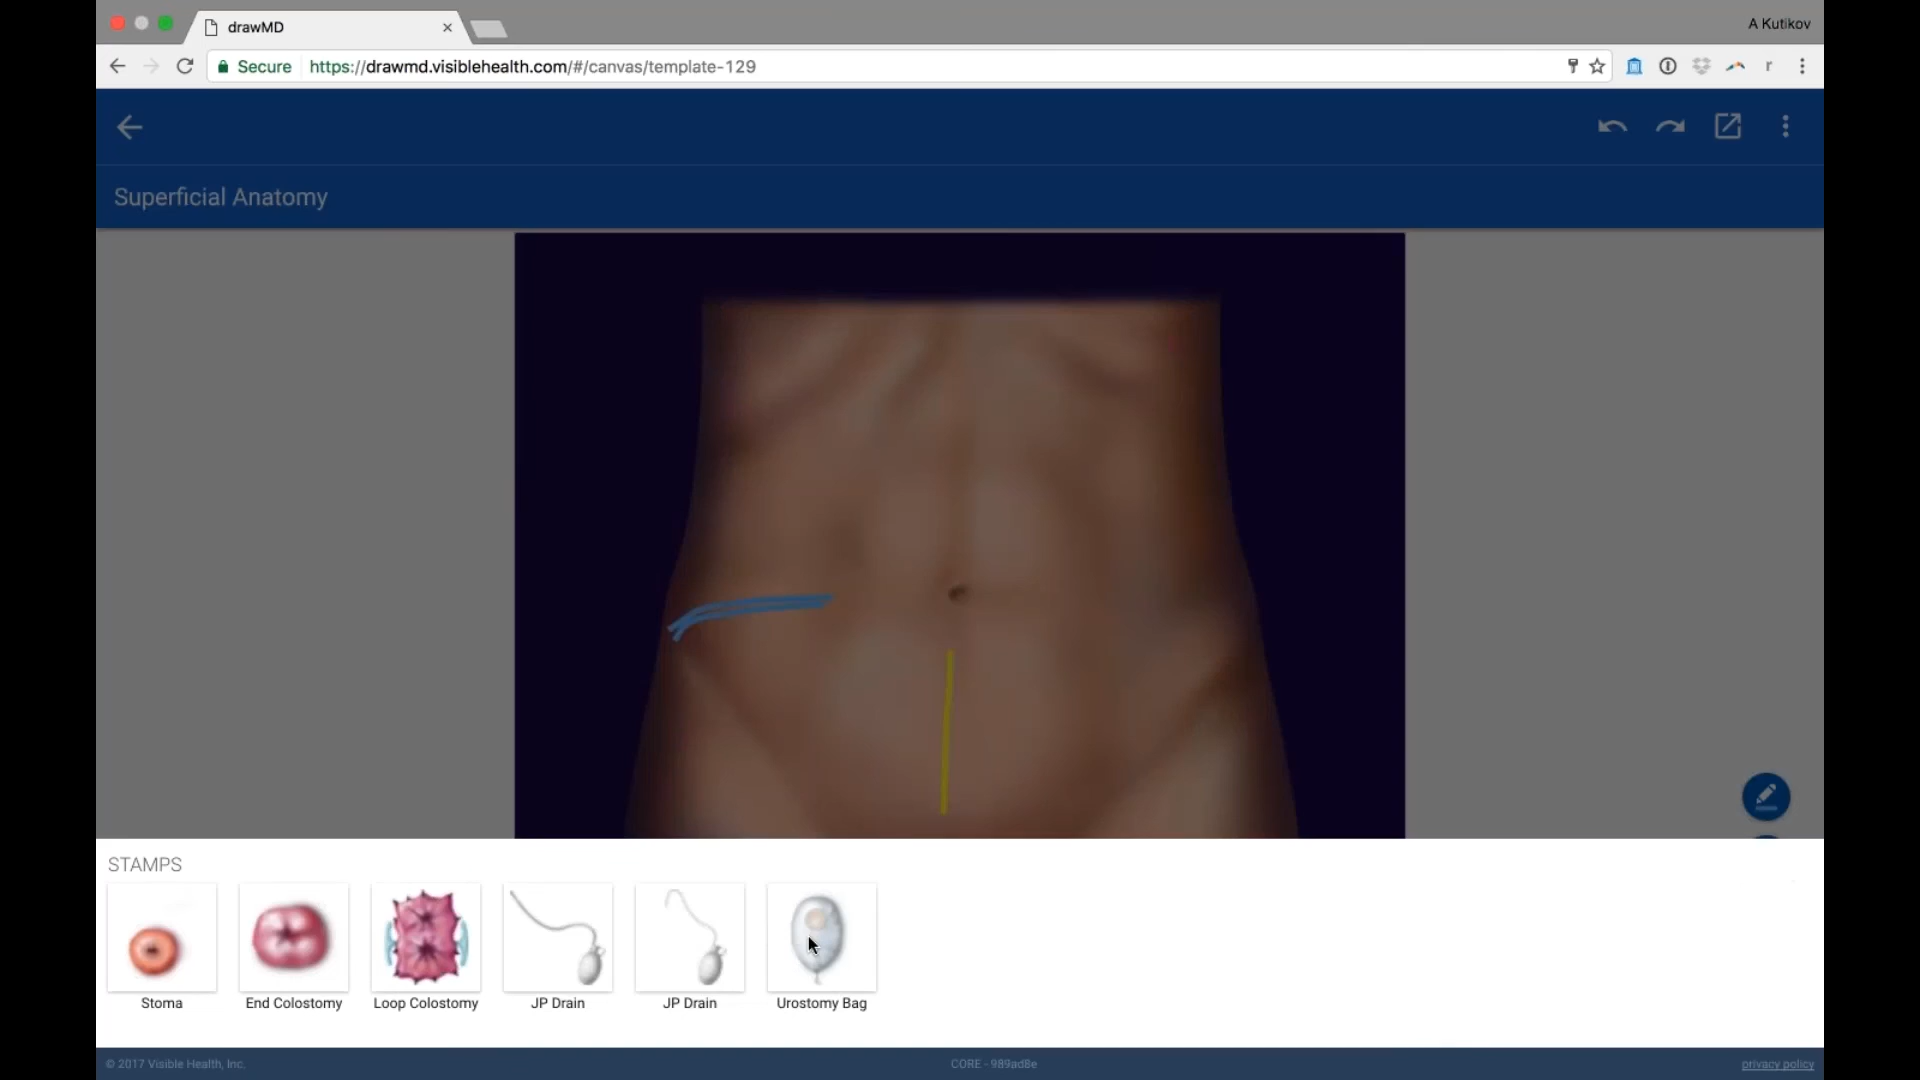 drawMD
A Kutikov
Secure https://drawmd.visiblehealth.com/#/canvas/template-129
Superficial Anatomy
STAMPS
Stoma End Colostomy Loop Colostomy JP Drain JP Drain Urostomy Bag
© 2017 Visible Health, Inc. CORE - 989ad8e privacy policy